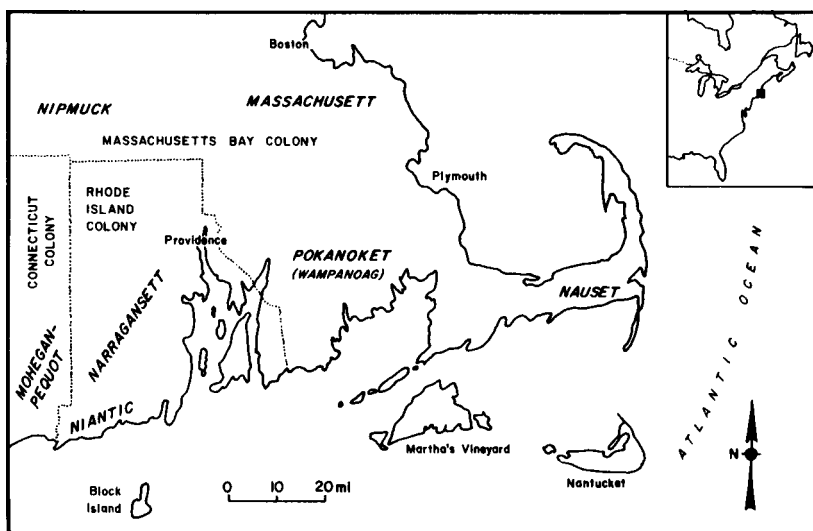 Boston
NIPMUCK
MASSACHUSETT
MASSACHUSETTS BAY COLONY
Plymouth
RHODE
ISLAND
COLONY
CONNECTICUT
COLONY
Providence
POKANOKET
(WAMPANOAG)
NAUSET
NARRAGANSETT
MOHEGAN-
PEQUOT
NIANTIC
ATLANTIC OCEAN
Martha's Vineyard
Nantucket
Block
Island
0 10 20 mi
N